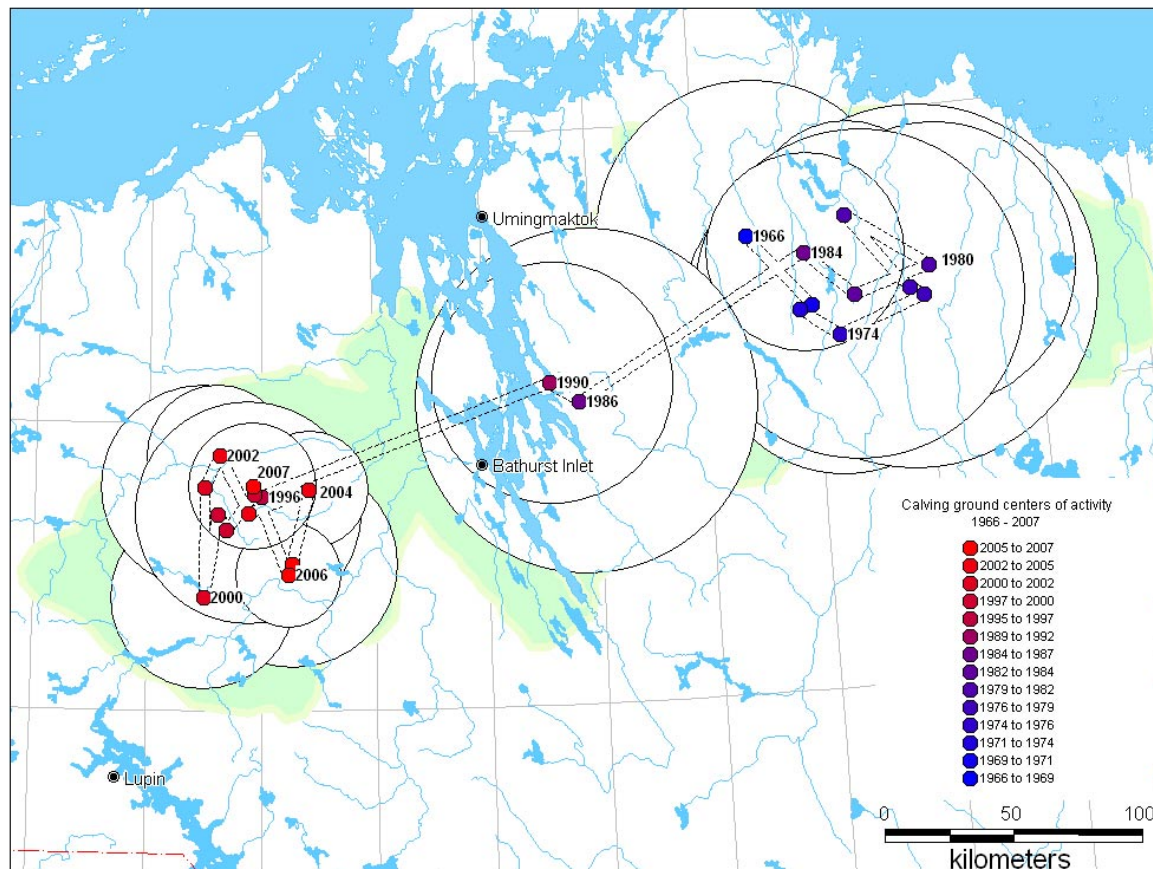 Umingmaktok
1966
1984
1980
1974
1990
1986
Bathurst Inlet
2002
2007
1996
2004
2006
2000
Lupin
Calving ground centers of activity
1966 - 2007
2005 to 2007
2002 to 2005
2000 to 2002
1997 to 2000
1995 to 1997
1989 to 1992
1984 to 1987
1982 to 1984
1979 to 1982
1976 to 1979
1974 to 1976
1971 to 1974
1969 to 1971
1966 to 1969
0 50 100
kilometers